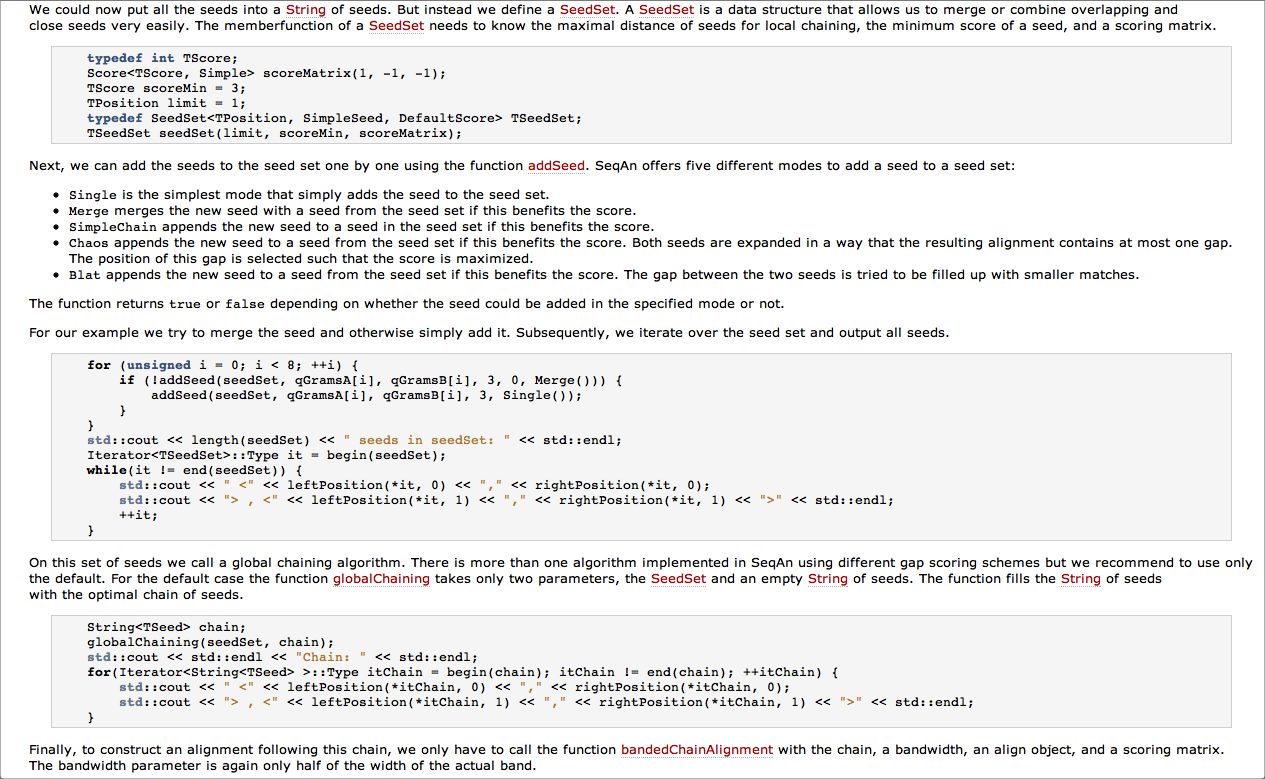 We could now put all the seeds into a String of seeds. But instead we define a SeedSet. A SeedSet is a data structure that allows us to merge or combine overlapping and
close seeds very easily. The memberfunction of a SeedSet needs to know the maximal distance of seeds for local chaining, the minimum score of a seed, and a scoring matrix.
typedef int TScore;
Score<TScore, Simple> scoreMatrix(1, -1, -1);
TScore scoreMin = 3;
TPosition limit = 1;
typedef SeedSet<TPosition, SimpleSeed, DefaultScore> TSeedSet;
TSeedSet seedSet(limit, scoreMin, scoreMatrix);
Next, we can add the seeds to the seed set one by one using the function addSeed. SeqAn offers five different modes to add a seed to a seed set:
• Single is the simplest mode that simply adds the seed to the seed set.
• Merge merges the new seed with a seed from the seed set if this benefits the score.
• SimpleChain appends the new seed to a seed in the seed set if this benefits the score.
• Chaos appends the new seed to a seed from the seed set if this benefits the score. Both seeds are expanded in a way that the resulting alignment contains at most one gap.
The position of this gap is selected such that the score is maximized.
• Blat appends the new seed to a seed from the seed set if this benefits the score. The gap between the two seeds is tried to be filled up with smaller matches.
The function returns true or false depending on whether the seed could be added in the specified mode or not.
For our example we try to merge the seed and otherwise simply add it. Subsequently, we iterate over the seed set and output all seeds.
for (unsigned i = 0; i < 8; ++i) {
if (!addSeed(seedSet, qGramsA[i], qGramsB[i], 3, 0, Merge())) {
addSeed(seedSet, qGramsA[i], qGramsB[i], 3, Single());
}
}
std::cout << length(seedSet) << " seeds in seedSet: " << std::endl;
Iterator<TSeedSet>::Type it = begin(seedSet);
while(it != end(seedSet)) {
std::cout << " <" << leftPosition(*it, 0) << "," << rightPosition(*it, 0);
std::cout << "> , <" << leftPosition(*it, 1) << "," << rightPosition(*it, 1) << ">" << std::endl;
++it;
}
On this set of seeds we call a global chaining algorithm. There is more than one algorithm implemented in SeqAn using different gap scoring schemes but we recommend to use only
the default. For the default case the function globalChaining takes only two parameters, the SeedSet and an empty String of seeds. The function fills the String of seeds
with the optimal chain of seeds.
String<TSeed> chain;
globalChaining(seedSet, chain);
std::cout << std::endl << "Chain: " << std::endl;
for(Iterator<String<TSeed> >::Type itChain = begin(chain); itChain != end(chain); ++itChain) {
std::cout << " <" << leftPosition(*itChain, 0) << "," << rightPosition(*itChain, 0);
std::cout << "> , <" << leftPosition(*itChain, 1) << "," << rightPosition(*itChain, 1) << ">" << std::endl;
}
Finally, to construct an alignment following this chain, we only have to call the function bandedChainAlignment with the chain, a bandwidth, an align object, and a scoring matrix.
The bandwidth parameter is again only half of the width of the actual band.